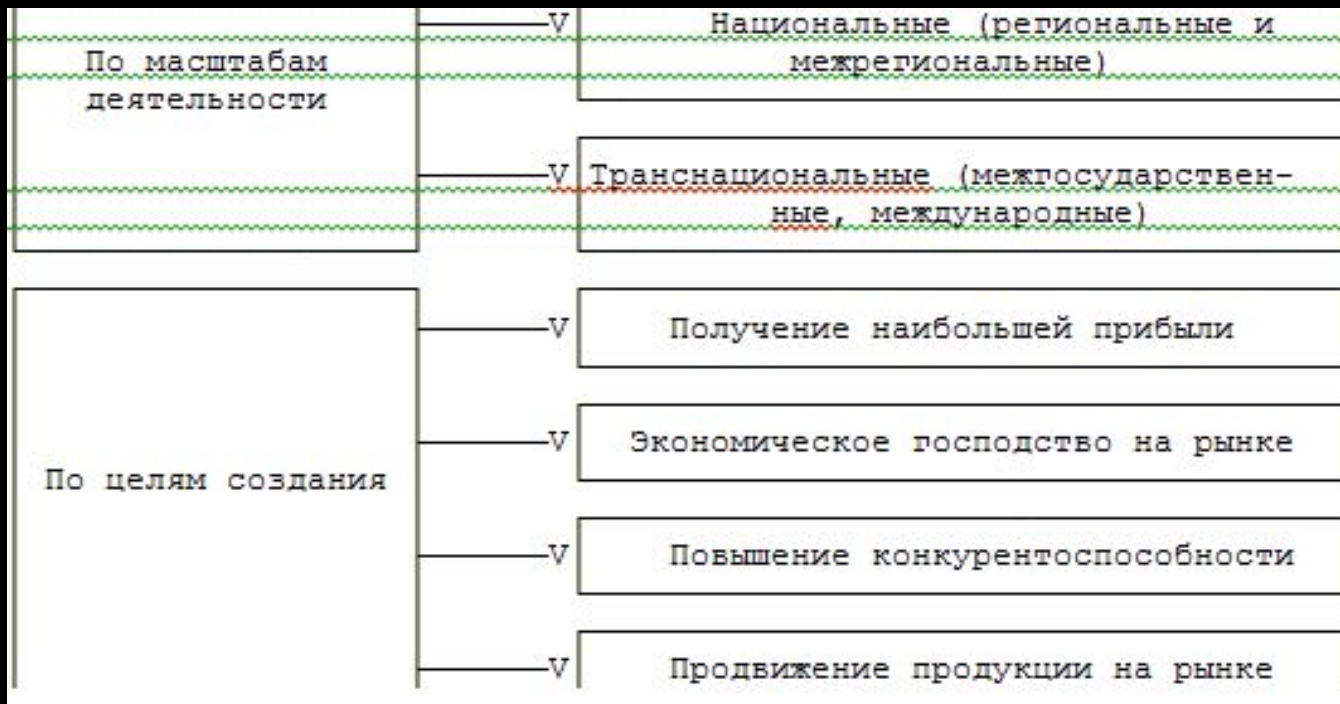 По масштабам
деятельности
V
Национальные (региональные и
межрегиональные)
V
Транснациональные (межгосударствен-
ные, международные)
По целям создания
V
Получение наибольшей прибыли
V
Экономическое господство на рынке
V
Повышение конкурентоспособности
V
Продвижение продукции на рынке